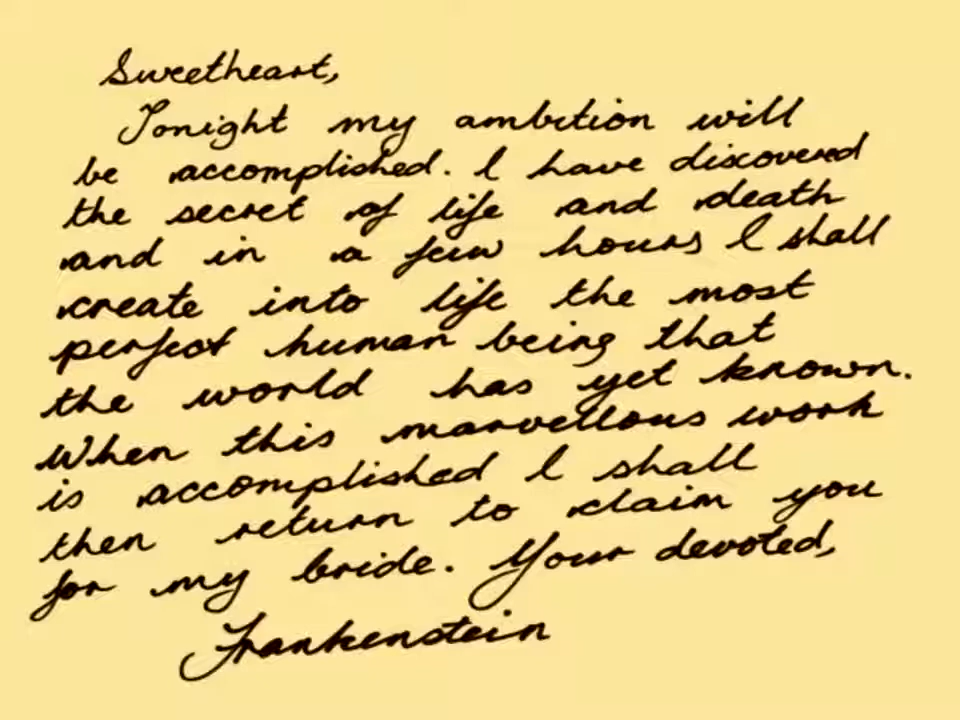 Sweetheart,
Tonight my ambition will
be accomplished. I have discovered
the secret of life and death
and in a few hours I shall
create into life the most
perfect human being that
the world has yet known.
When this marvellous work
is accomplished I shall
then return to claim you
for my bride. Your devoted,
Frankenstein